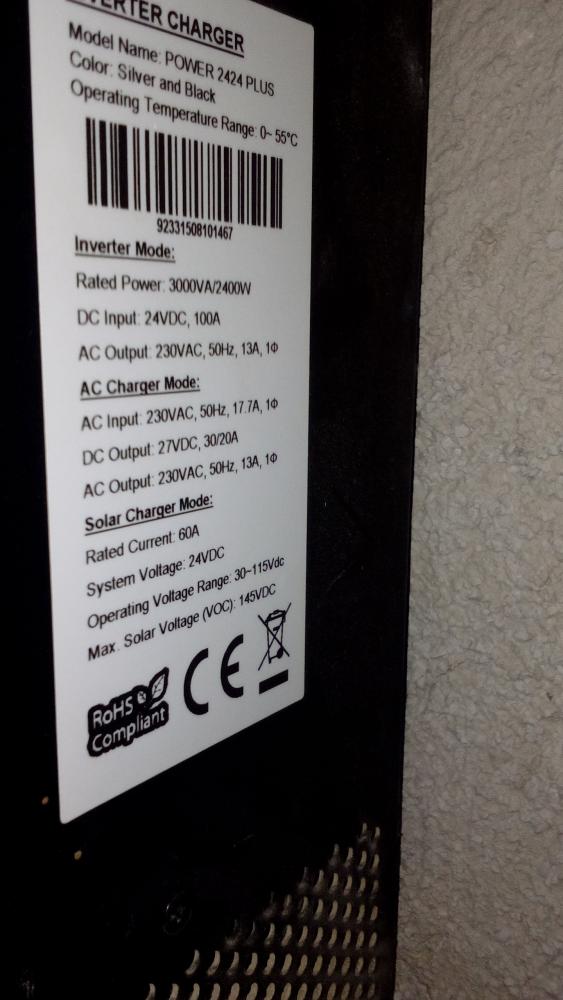 VERTER CHARGER
Model Name: POWER 2424 PLUS
Color: Silver and Black
Operating Temperature Range: 0~ 55°C
92331508101467
Inverter Mode:
Rated Power: 3000VA/2400W
DC Input: 24VDC, 100A
AC Output: 230VAC, 50Hz, 13A, 1Φ
AC Charger Mode:
AC Input: 230VAC, 50Hz, 17.7A, 1Φ
DC Output: 27VDC, 30/20A
AC Output: 230VAC, 50Hz, 13A, 1Φ
Solar Charger Mode:
Rated Current: 60A
System Voltage: 24VDC
Operating Voltage Range: 30~115Vdc
Max. Solar Voltage (VOC): 145VDC
RoHS
Compliant
CE